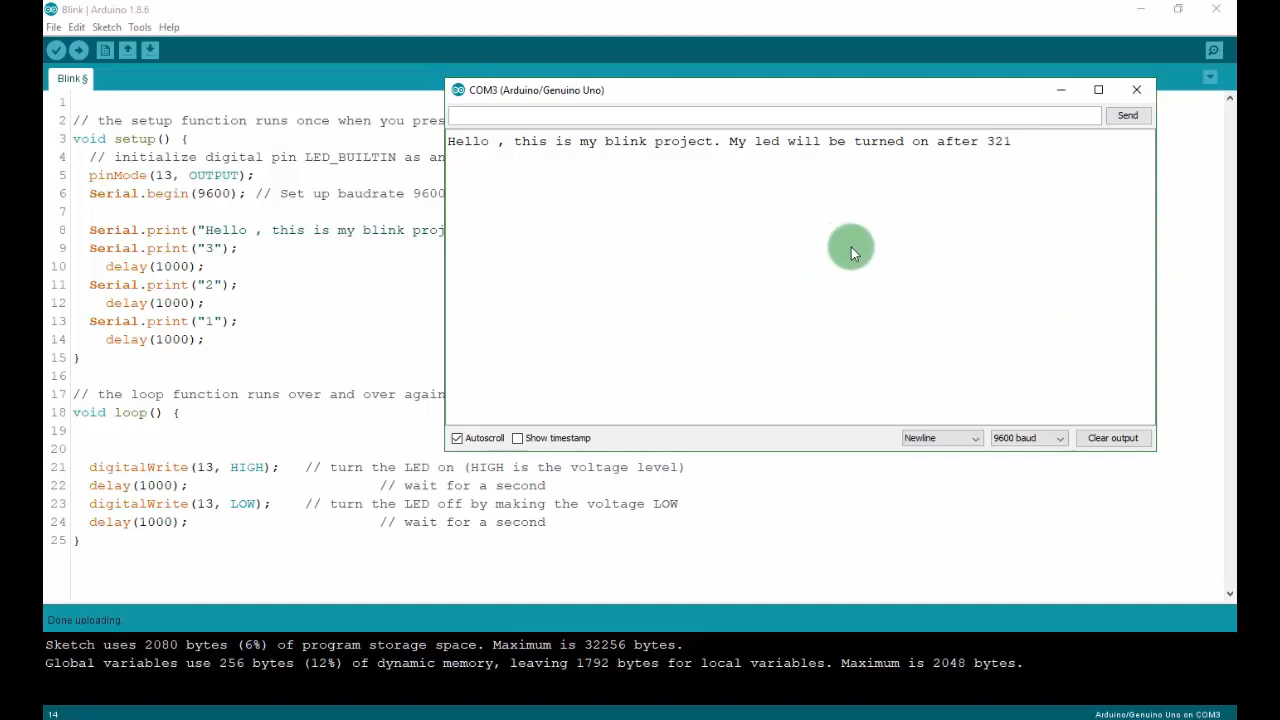 Blink | Arduino 1.8.6
File Edit Sketch Tools Help
Blink§
1
2 // the setup function runs once when you pres
3 void setup() {
4 // initialize digital pin LED_BUILTIN as an
5 pinMode(13, OUTPUT);
6 Serial.begin(9600); // Set up baudrate 9600
7
8 Serial.print("Hello , this is my blink proj
9 Serial.print("3");
10 delay(1000);
11 Serial.print("2");
12 delay(1000);
13 Serial.print("1");
14 delay(1000);
15 }
16
17 // the loop function runs over and over again
18 void loop() {
19
20
21 digitalWrite(13, HIGH); // turn the LED on (HIGH is the voltage level)
22 delay(1000); // wait for a second
23 digitalWrite(13, LOW); // turn the LED off by making the voltage LOW
24 delay(1000); // wait for a second
25 }
COM3 (Arduino/Genuino Uno)
Send
Hello , this is my blink project. My led will be turned on after 321
Autoscroll Show timestamp Newline 9600 baud Clear output
Done uploading.
Sketch uses 2080 bytes (6%) of program storage space. Maximum is 32256 bytes.
Global variables use 256 bytes (12%) of dynamic memory, leaving 1792 bytes for local variables. Maximum is 2048 bytes.
14 Arduino/Genuino Uno on COM3